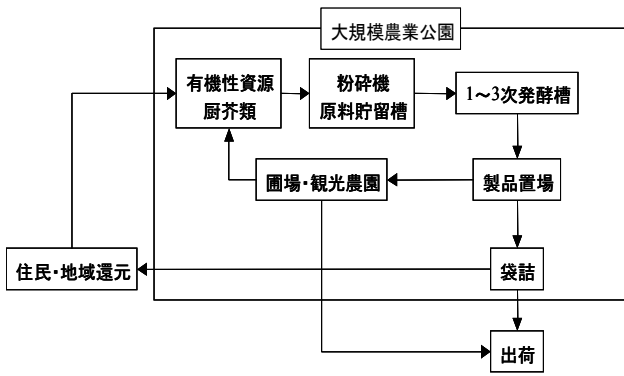 大規模農業公園
有機性資源
厨芥類
粉砕機
原料貯留槽
1～3次発酵槽
圃場・観光農園
製品置場
住民・地域還元
袋詰
出荷